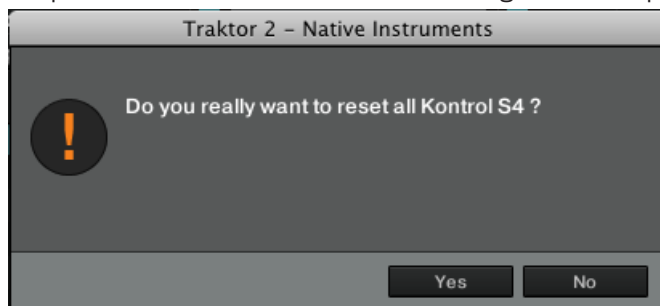 Traktor 2 – Native Instruments
Do you really want to reset all Kontrol S4 ?
!
Yes No